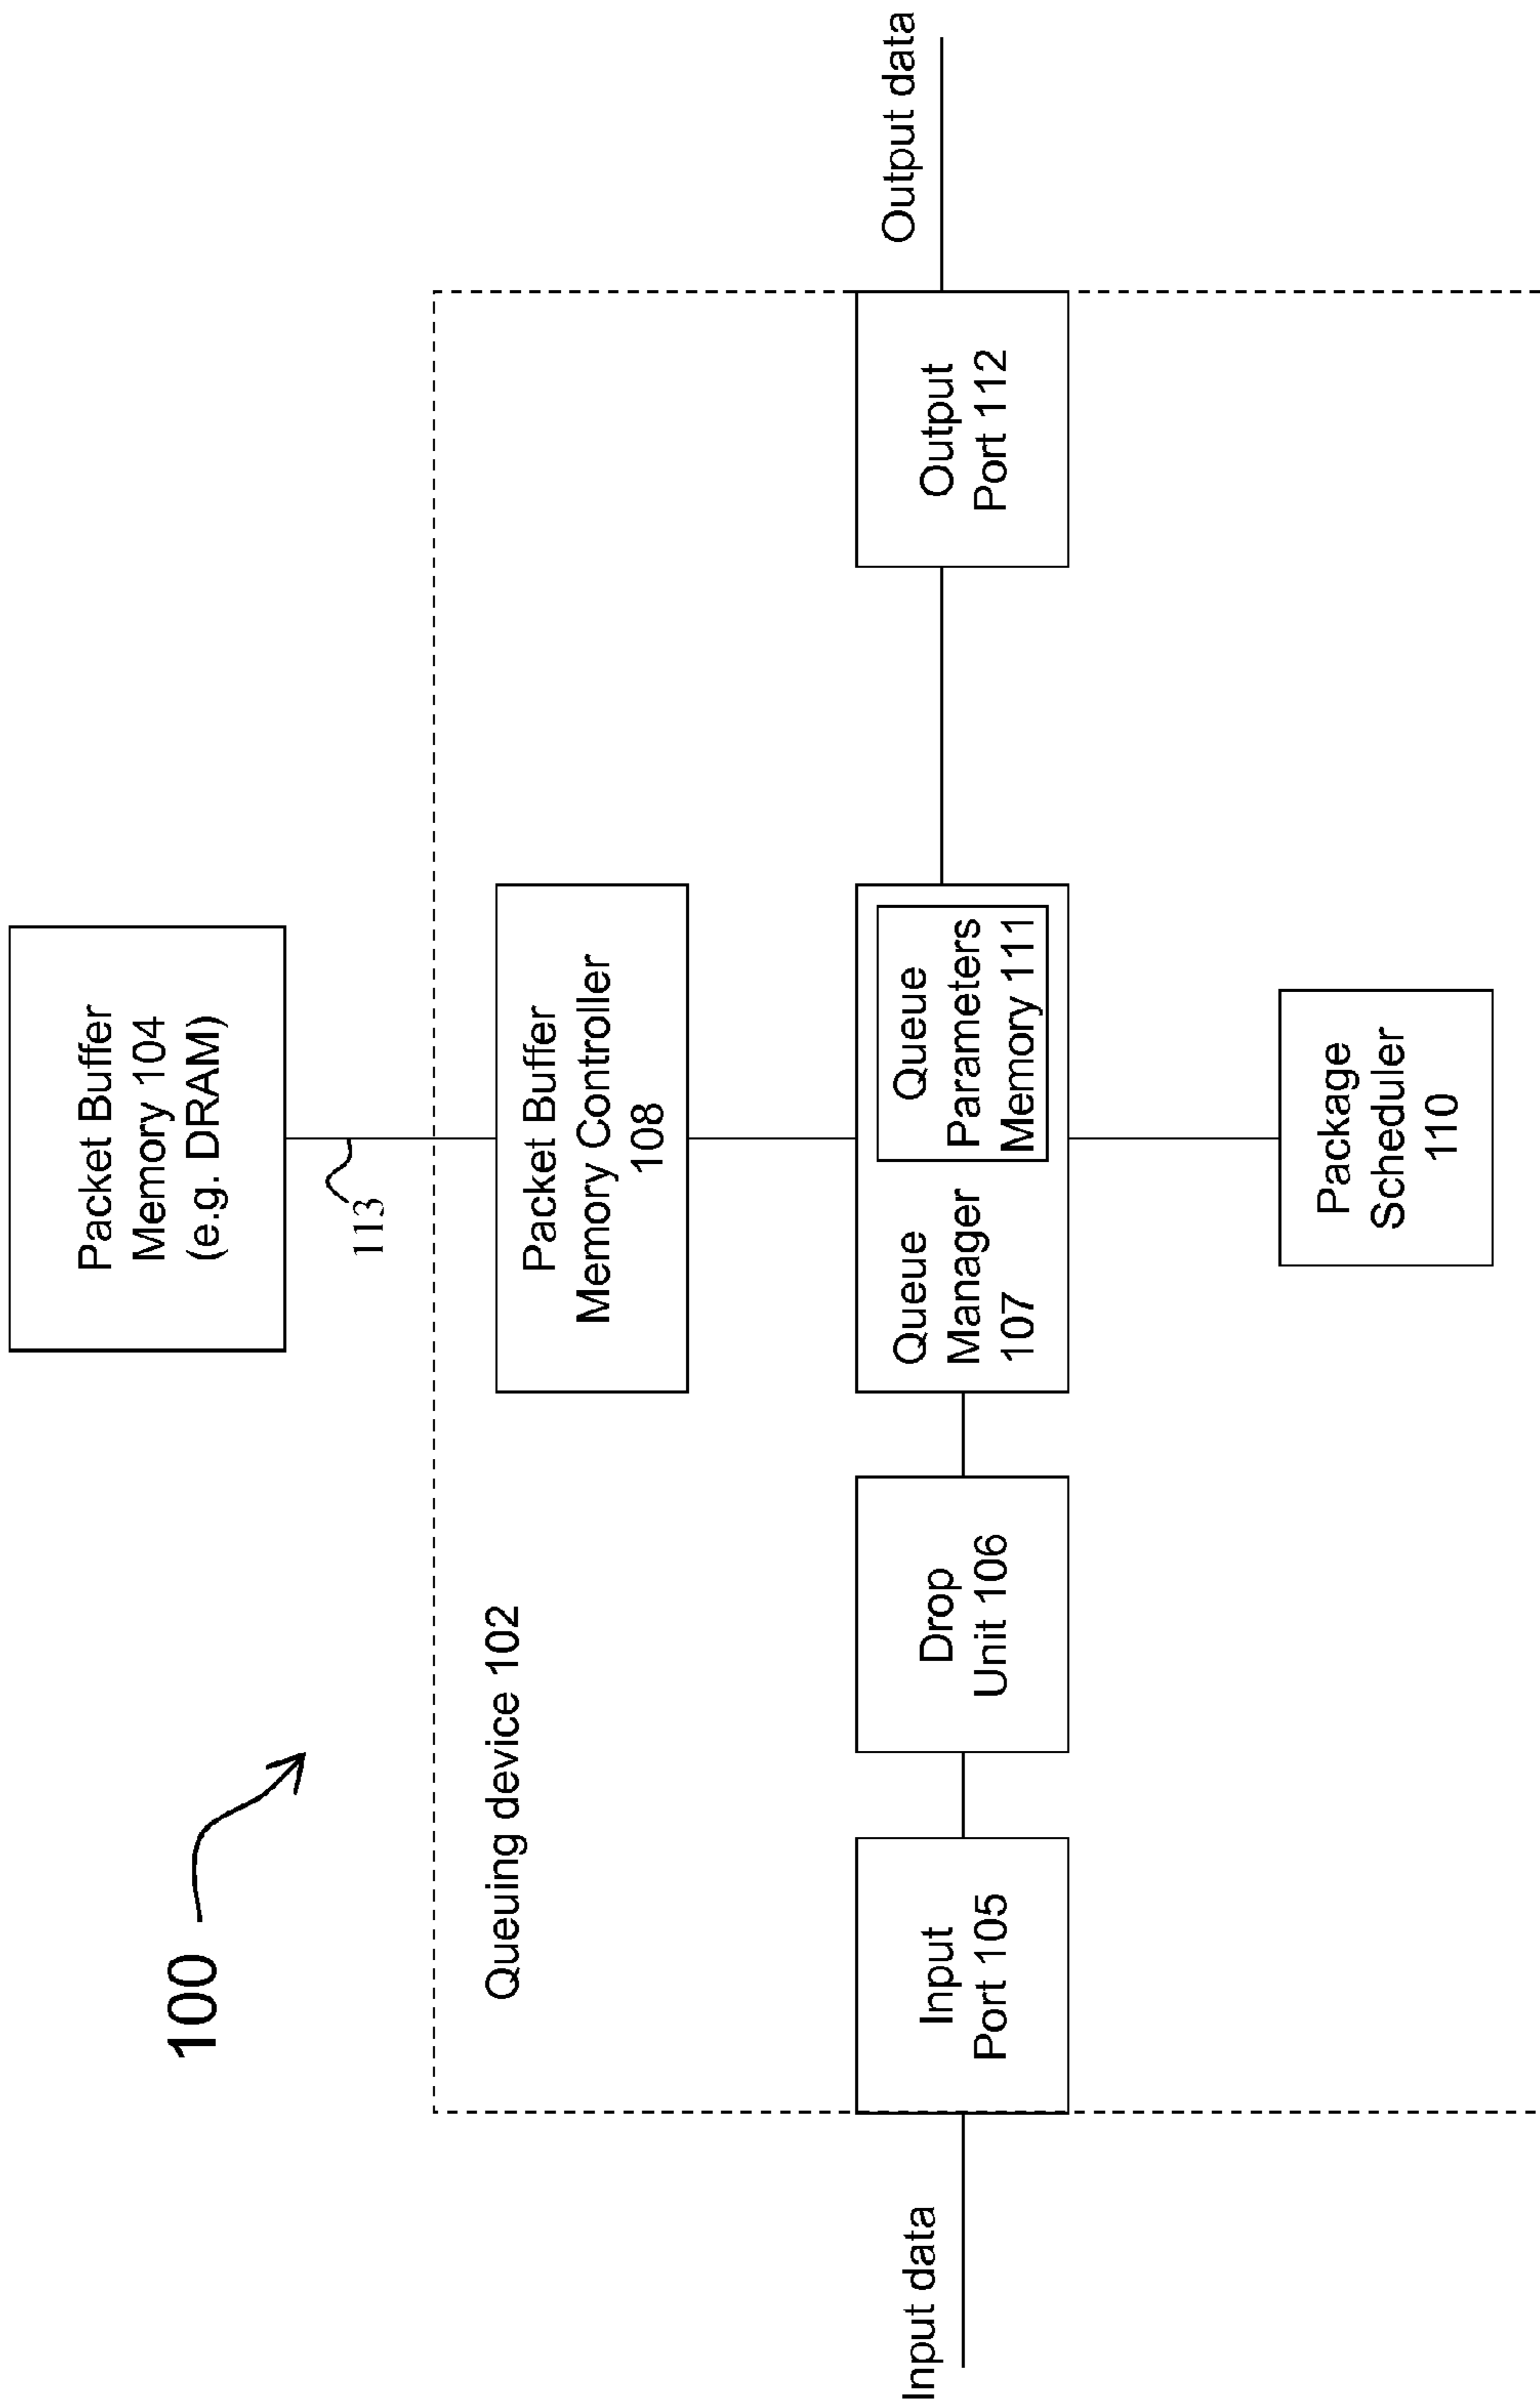 100
Packet Buffer
Memory 104
(e.g. DRAM)
113
Queuing device 102
Packet Buffer
Memory Controller
108
Input data
Input
Port 105
Drop
Unit 106
Queue
Manager
107
Queue
Parameters
Memory 111
Output
Port 112
Output data
Package
Scheduler
110